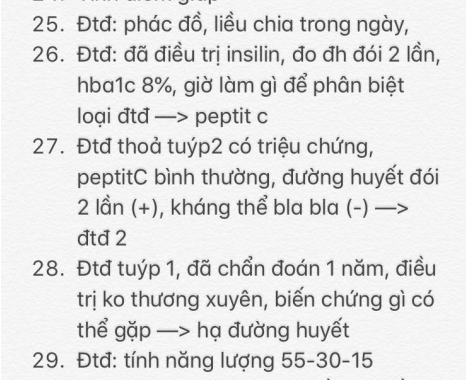 25. Đtđ: phác đồ, liều chia trong ngày,
26. Đtđ: đã điều trị insilin, đo đh đói 2 lần,
hba1c 8%, giờ làm gì để phân biệt
loại đtđ —> peptit c
27. Đtđ thoả tuýp2 có triệu chứng,
peptitC bình thường, đường huyết đói
2 lần (+), kháng thể bla bla (-) —>
đtđ 2
28. Đtđ tuýp 1, đã chẩn đoán 1 năm, điều
trị ko thương xuyên, biến chứng gì có
thể gặp —> hạ đường huyết
29. Đtđ: tính năng lượng 55-30-15